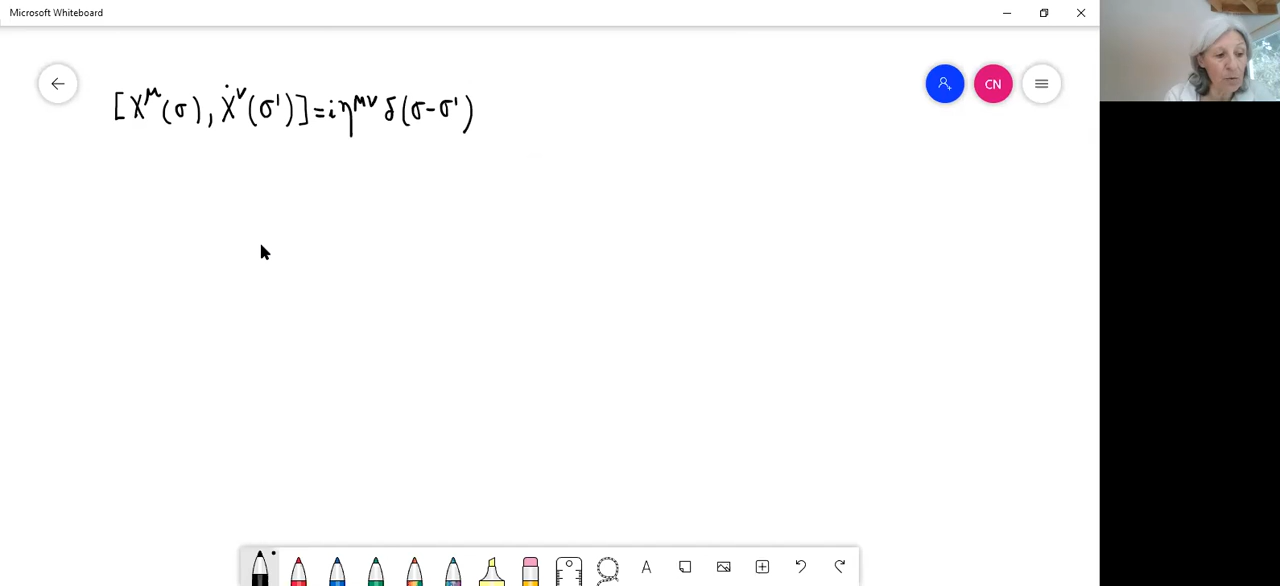 Microsoft Whiteboard
[X^μ(σ), Ẋ^ν(σ')] = iη^{μν} δ(σ-σ')
CN
A